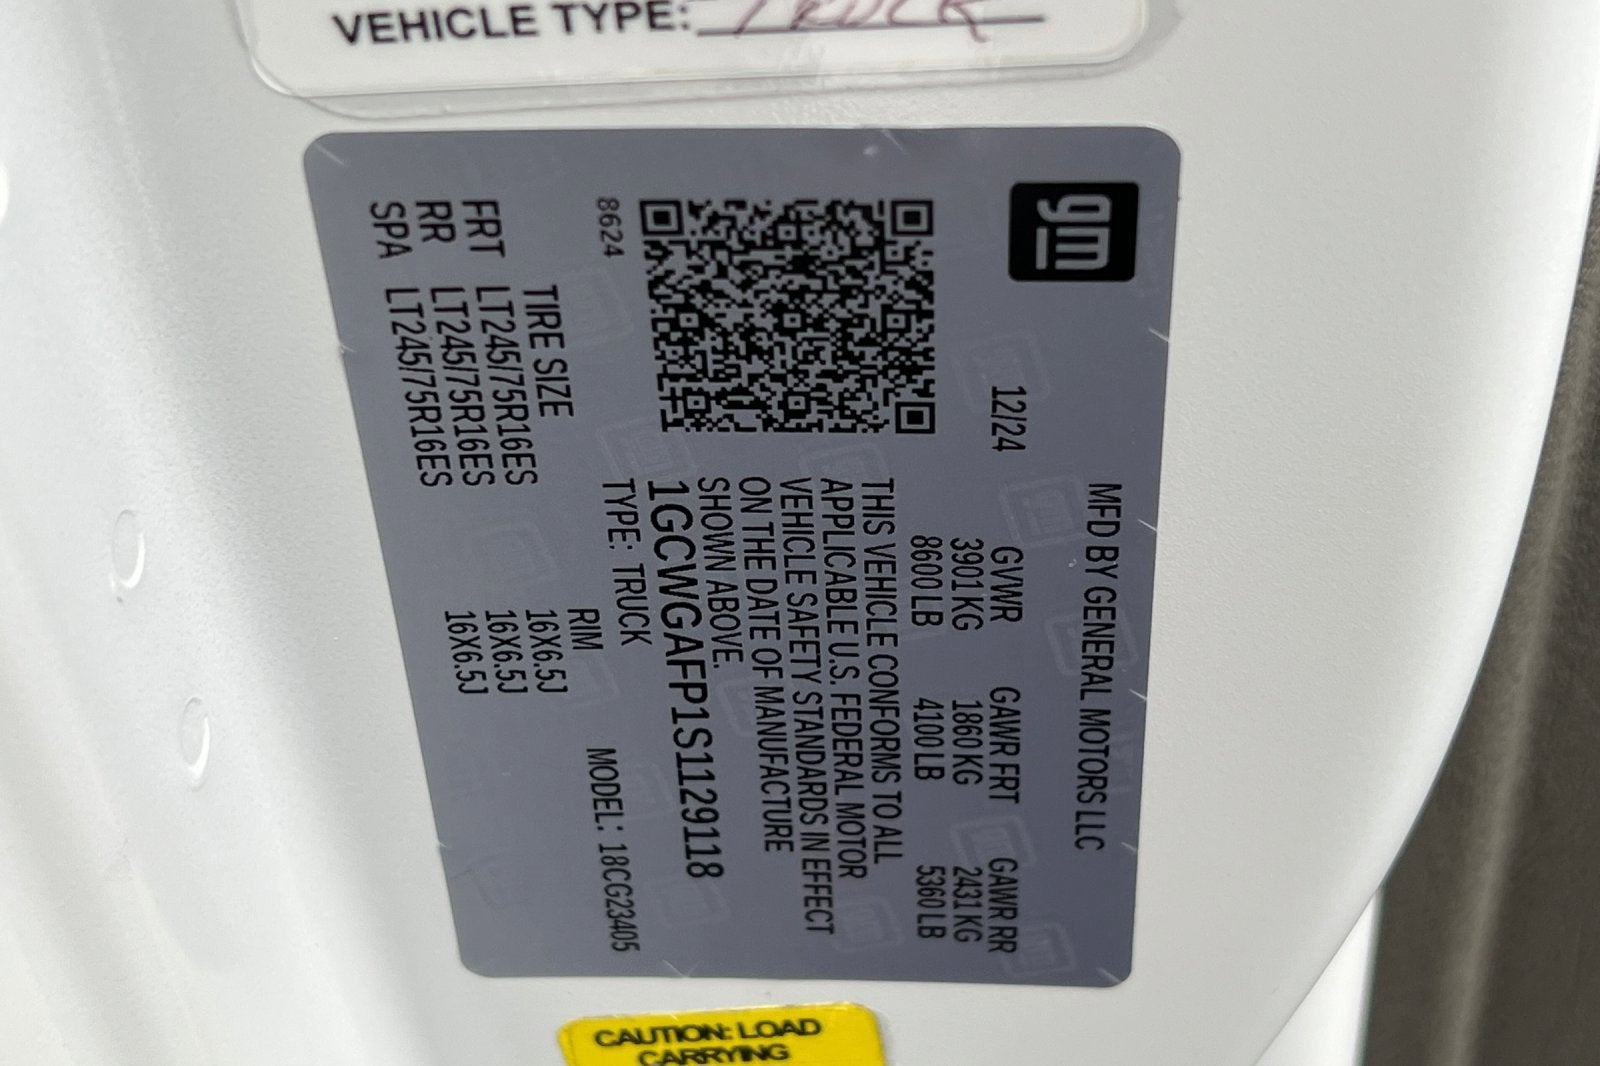 VEHICLE TYPE: TRUCK
gm
MFD BY GENERAL MOTORS LLC
12/24 GVWR GAWR FRT GAWR RR
3901 KG 1860 KG 2431 KG
8600 LB 4100 LB 5360 LB
THIS VEHICLE CONFORMS TO ALL
APPLICABLE U.S. FEDERAL MOTOR
VEHICLE SAFETY STANDARDS IN EFFECT
ON THE DATE OF MANUFACTURE
SHOWN ABOVE.
1GCWGAFP1S1129118
TYPE: TRUCK MODEL: 18CG23405
8624
TIRE SIZE RIM
FRT LT245/75R16ES 16X6.5J
RR LT245/75R16ES 16X6.5J
SPA LT245/75R16ES 16X6.5J
CAUTION: LOAD
CARRYING